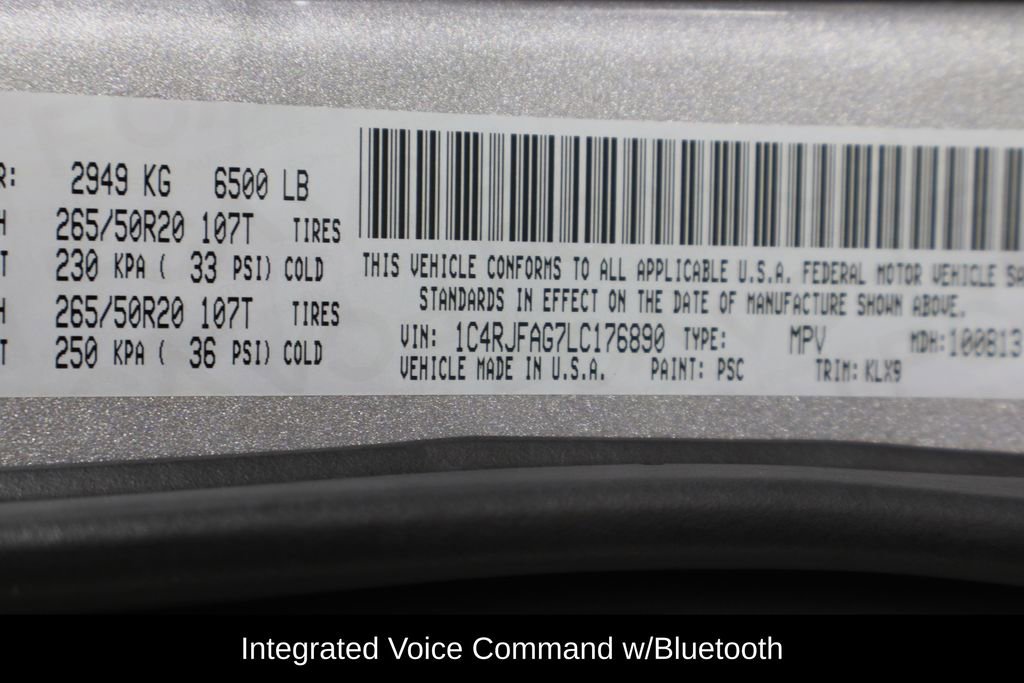 R: 2949 KG 6500 LB
H 265/50R20 107T TIRES
T 230 KPA ( 33 PSI) COLD
H 265/50R20 107T TIRES
T 250 KPA ( 36 PSI) COLD
THIS VEHICLE CONFORMS TO ALL APPLICABLE U.S.A. FEDERAL MOTOR VEHICLE SA
STANDARDS IN EFFECT ON THE DATE OF MANUFACTURE SHOWN ABOVE.
VIN: 1C4RJFAG7LC176890 TYPE: MPV MDH:100813
VEHICLE MADE IN U.S.A. PAINT: PSC TRIM: KLX9
Integrated Voice Command w/Bluetooth